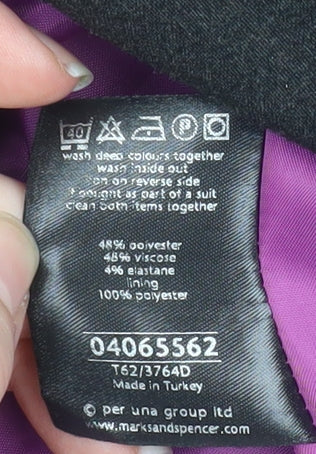 40 P
wash deep colours together
wash inside out
on reverse side
if bought as part of a suit
clean both items together
48% polyester
48% viscose
4% elastane
lining
100% polyester
04065562
T62/3764D
Made in Turkey
© per una group ltd
www.marksandspencer.com